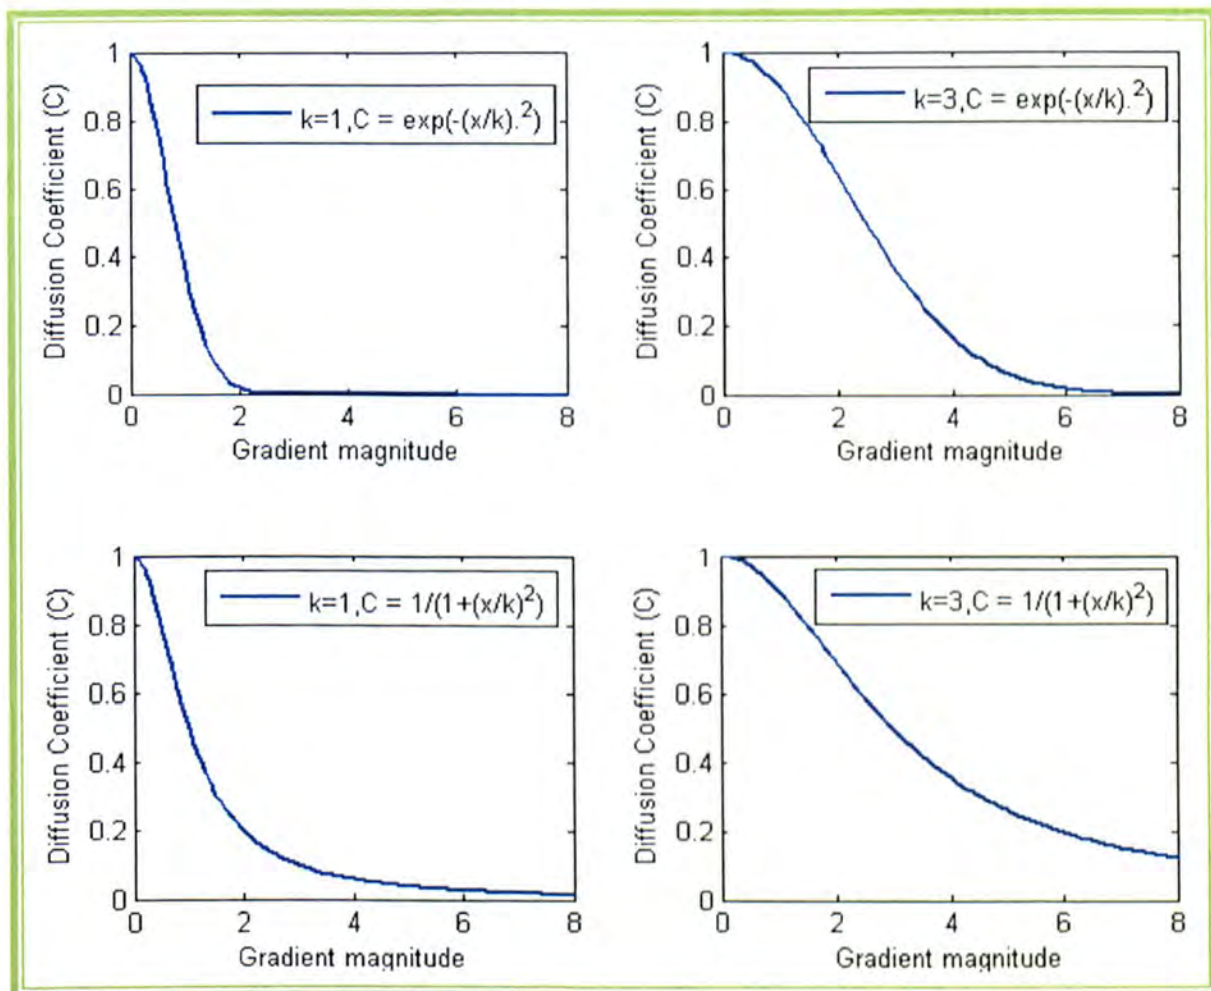 1
0.8
0.6
0.4
0.2
0
Diffusion Coefficient (C)
k=1,C = exp(-(x/k).²)
0 2 4 6 8
Gradient magnitude
1
0.8
0.6
0.4
0.2
0
Diffusion Coefficient (C)
k=3,C = exp(-(x/k).²)
0 2 4 6 8
Gradient magnitude
1
0.8
0.6
0.4
0.2
0
Diffusion Coefficient (C)
k=1,C = 1/(1+(x/k)²)
0 2 4 6 8
Gradient magnitude
1
0.8
0.6
0.4
0.2
0
Diffusion Coefficient (C)
k=3,C = 1/(1+(x/k)²)
0 2 4 6 8
Gradient magnitude